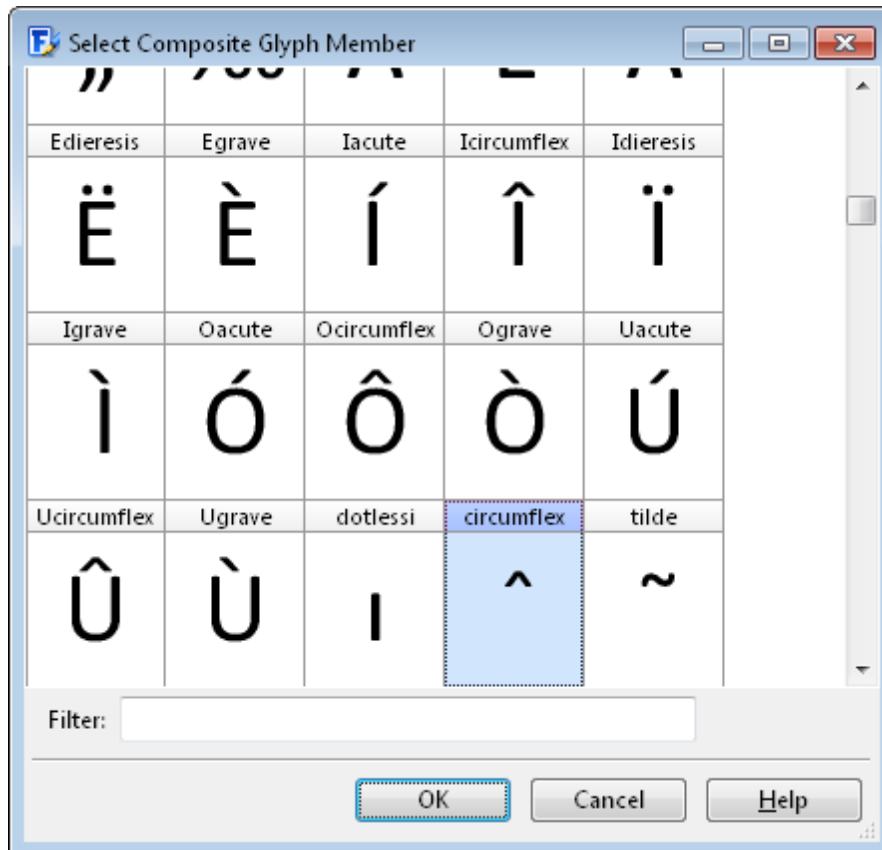 Select Composite Glyph Member
Edieresis Egrave Iacute Icircumflex Idieresis
Ë È Í Î Ï
Igrave Oacute Ocircumflex Ograve Uacute
Ì Ó Ô Ò Ú
Ucircumflex Ugrave dotlessi circumflex tilde
Û Ù ı ˆ ˜
Filter:
OK Cancel Help